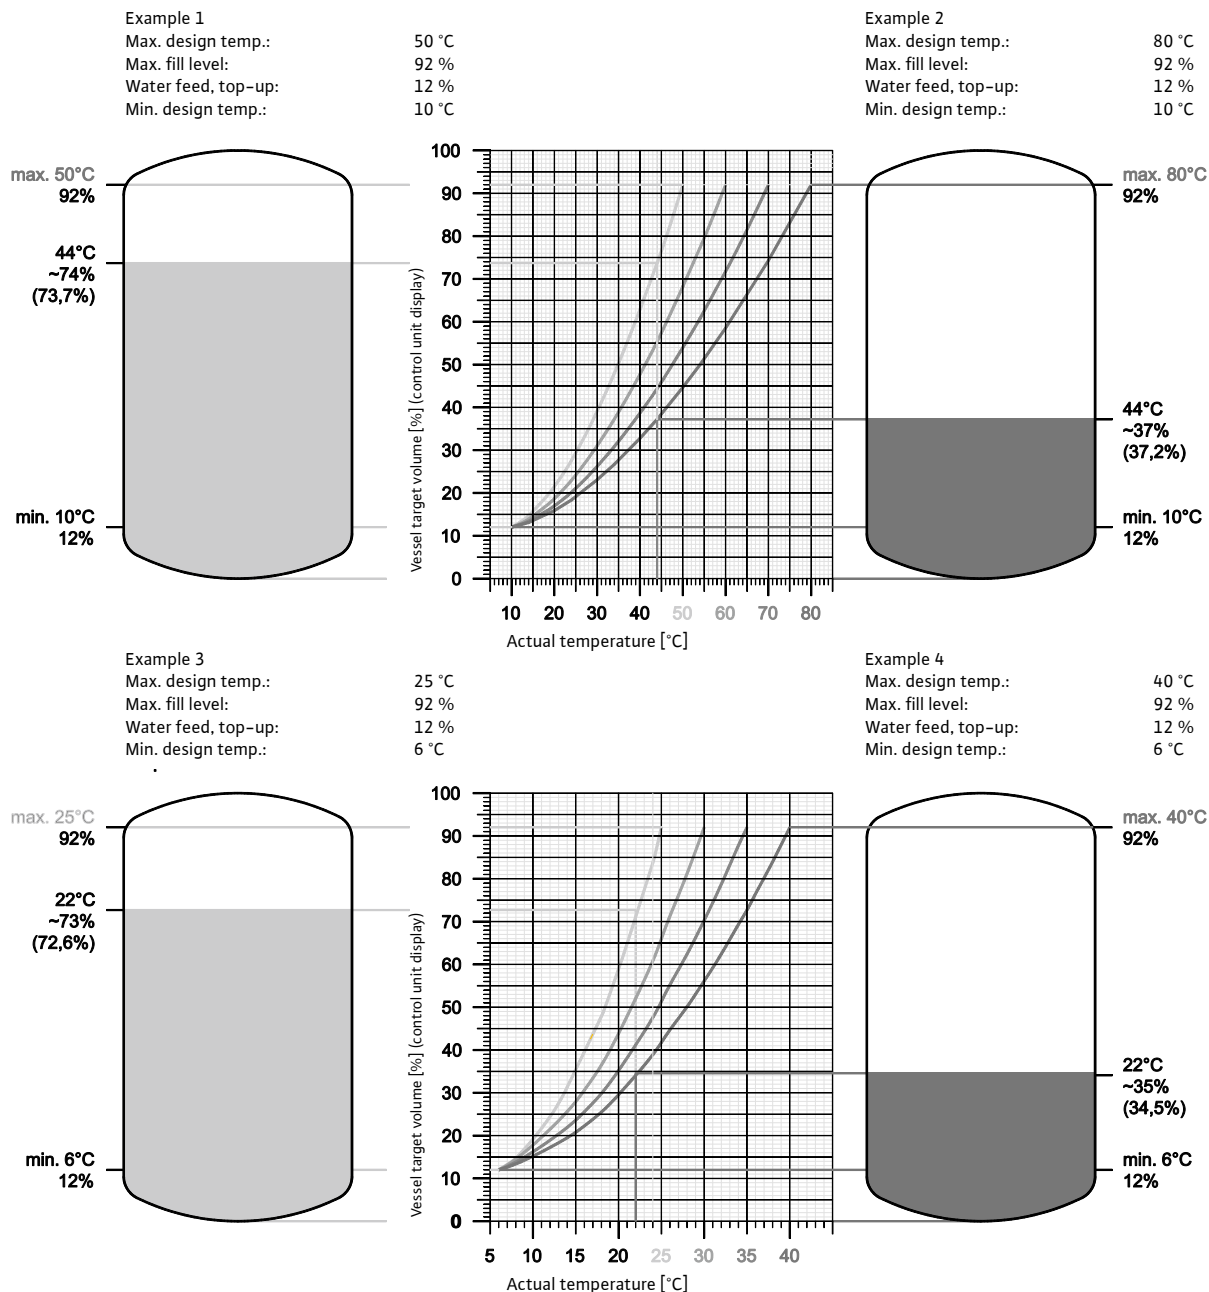 Example 1
Max. design temp.: 50 °C
Max. fill level: 92 %
Water feed, top-up: 12 %
Min. design temp.: 10 °C
Example 2
Max. design temp.: 80 °C
Max. fill level: 92 %
Water feed, top-up: 12 %
Min. design temp.: 10 °C
max. 50°C
92%
44°C
~74%
(73,7%)
min. 10°C
12%
Vessel target volume [%] (control unit display)
100
90
80
70
60
50
40
30
20
10
0
10 20 30 40 50 60 70 80
Actual temperature [°C]
max. 80°C
92%
44°C
~37%
(37,2%)
min. 10°C
12%
Example 3
Max. design temp.: 25 °C
Max. fill level: 92 %
Water feed, top-up: 12 %
Min. design temp.: 6 °C
.
Example 4
Max. design temp.: 40 °C
Max. fill level: 92 %
Water feed, top-up: 12 %
Min. design temp.: 6 °C
max. 25°C
92%
22°C
~73%
(72,6%)
min. 6°C
12%
Vessel target volume [%] (control unit display)
100
90
80
70
60
50
40
30
20
10
0
5 10 15 20 25 30 35 40
Actual temperature [°C]
max. 40°C
92%
22°C
~35%
(34,5%)
min. 6°C
12%